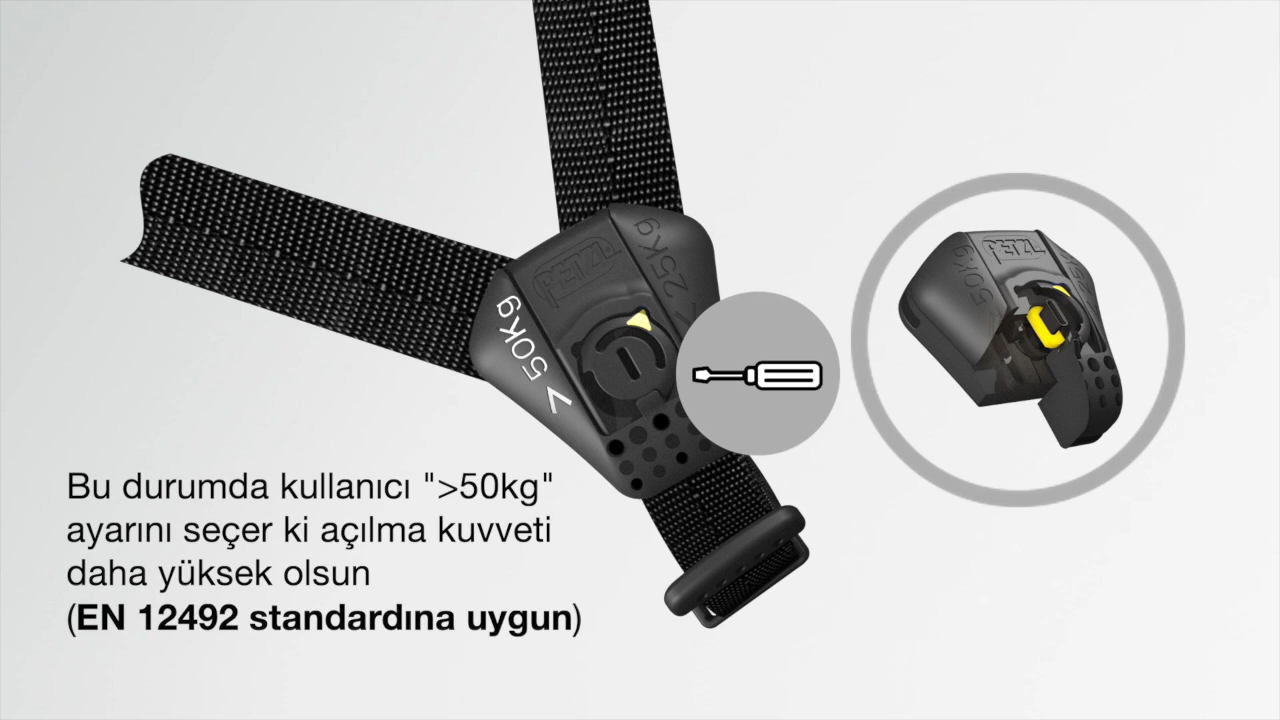 PETZL
< 25kg
> 50kg
PETZL
50kg
Bu durumda kullanıcı ">50kg"
ayarını seçer ki açılma kuvveti
daha yüksek olsun
(EN 12492 standardına uygun)